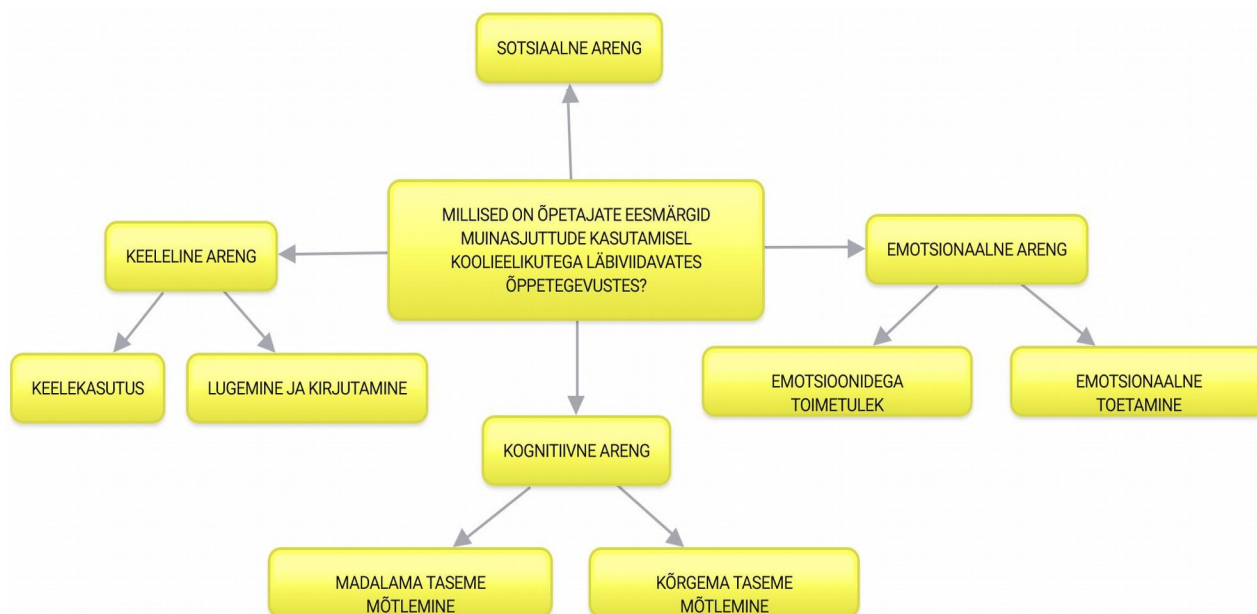 SOTSIAALNE ARENG
MILLISED ON ÕPETAJATE EESMÄRGID
MUINASJUTTUDE KASUTAMISEL
KOOLIEELIKUTEGA LÄBIVIIDAVATES
ÕPPETEGEVUSTES?
KEELELINE ARENG
EMOTSIONAALNE ARENG
KEELEKASUTUS
LUGEMINE JA KIRJUTAMINE
EMOTSIOONIDEGA
TOIMETULEK
EMOTSIONAALNE
TOETAMINE
KOGNITIIVNE ARENG
MADALAMA TASEME
MÕTLEMINE
KÕRGEMA TASEME
MÕTLEMINE